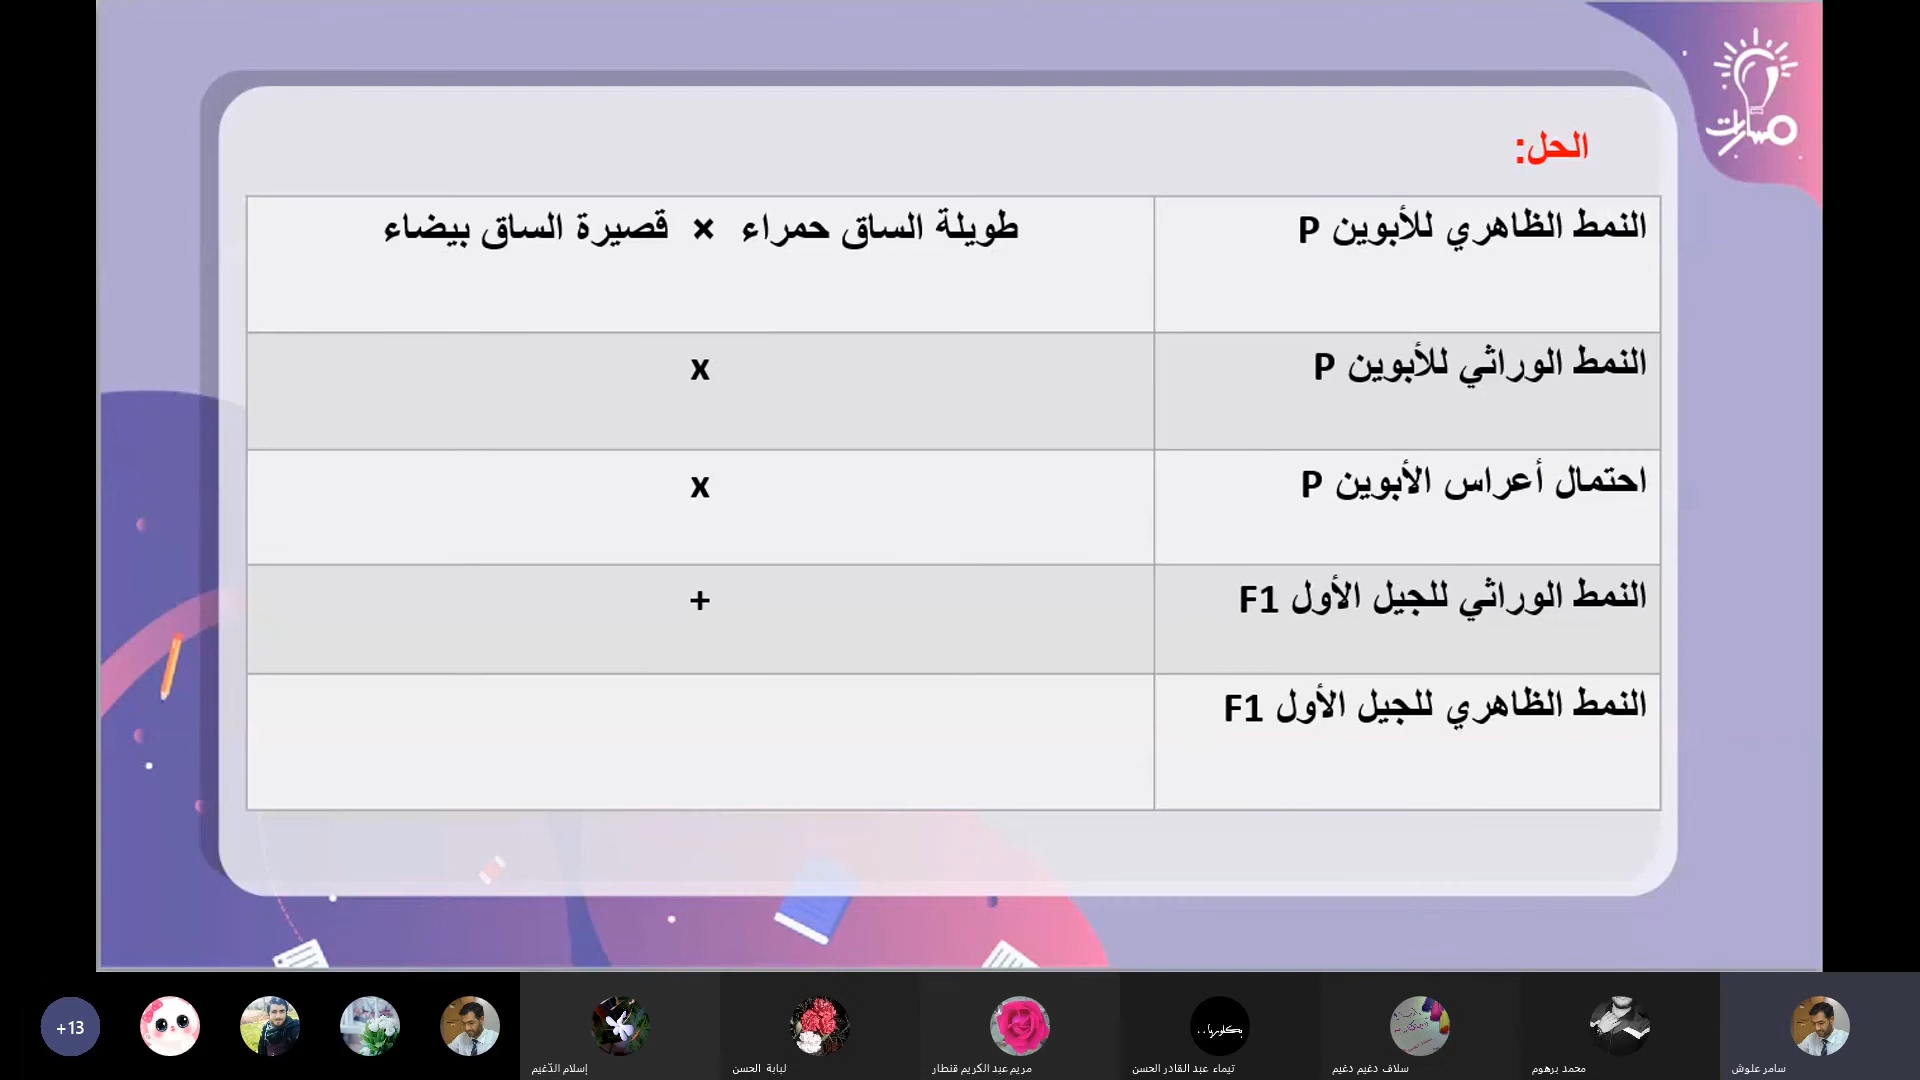 مسارات
الحل:
النمط الظاهري للأبوين P
طويلة الساق حمراء × قصيرة الساق بيضاء
النمط الوراثي للأبوين P
x
احتمال أعراس الأبوين P
x
النمط الوراثي للجيل الأول F1
+
النمط الظاهري للجيل الأول F1
+13
إسلام الدّغيم
لبابة الحسن
مريم عبد الكريم قنطار
بكلوريا..
تيماء عبد القادر الحسن
سلاف دغيم دغيم
محمد برهوم
سامر علوش